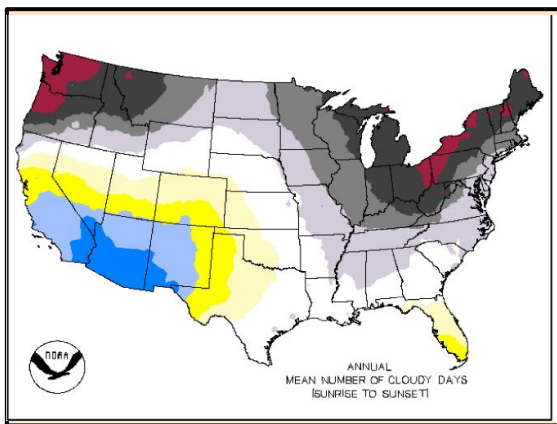 NOAA
ANNUAL
MEAN NUMBER OF CLOUDY DAYS
(SUNRISE TO SUNSET)